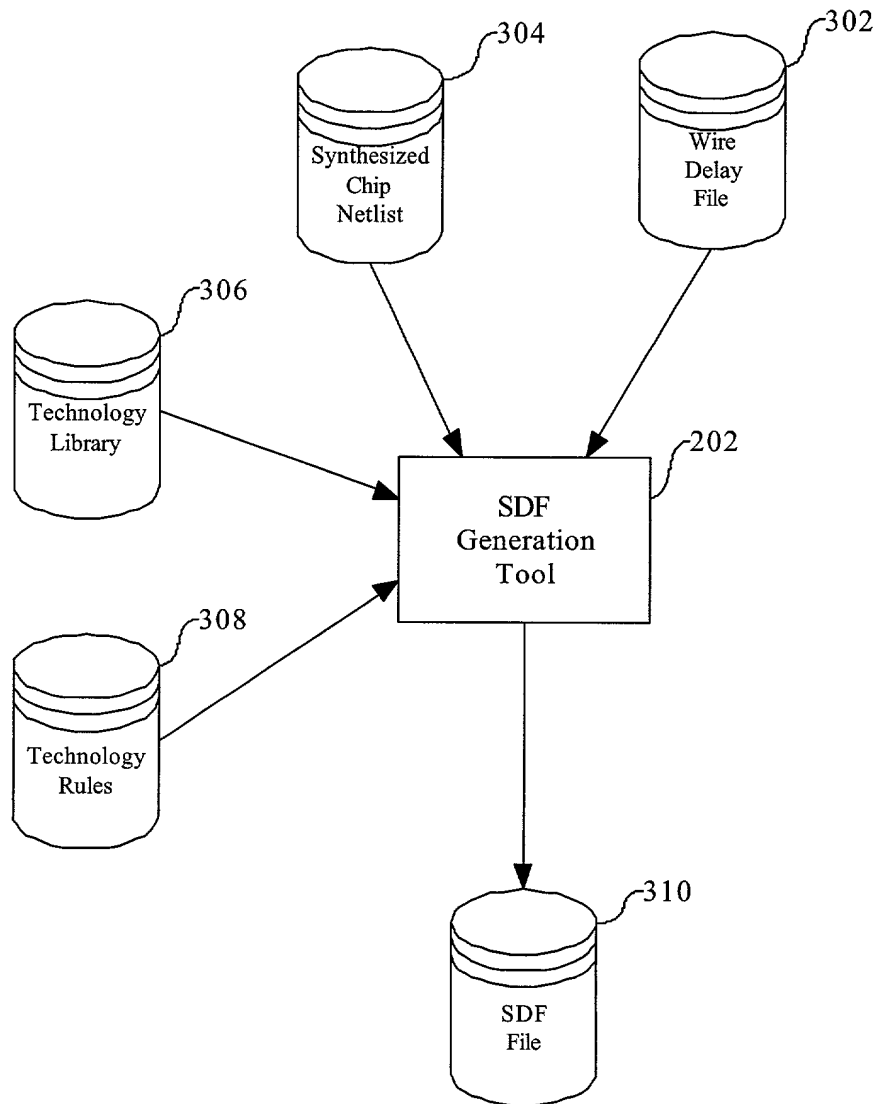 304
302
Synthesized
Chip
Netlist
Wire
Delay
File
306
Technology
Library
202
SDF
Generation
Tool
308
Technology
Rules
310
SDF
File